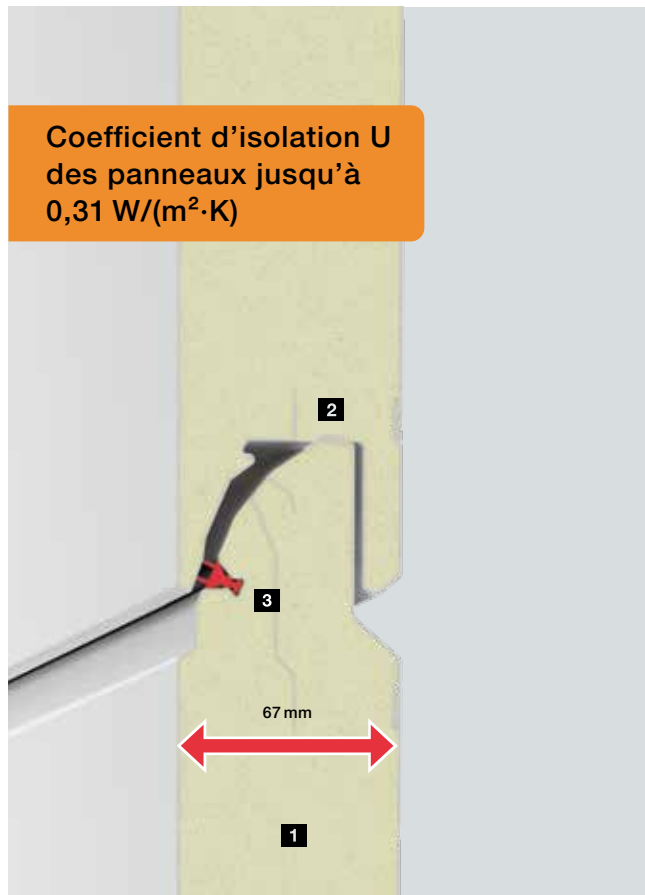 Coefficient d'isolation U
des panneaux jusqu'à
0,31 W/(m²·K)
2
3
67 mm
1